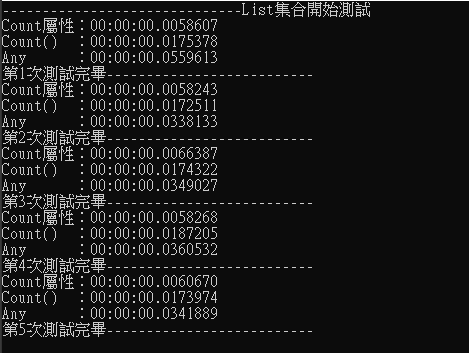 ------------------------------List集合開始測試
Count屬性：00:00:00.0058607
Count()  ：00:00:00.0175378
Any      ：00:00:00.0559613
第1次測試完畢--------------------------
Count屬性：00:00:00.0058243
Count()  ：00:00:00.0172511
Any      ：00:00:00.0338133
第2次測試完畢--------------------------
Count屬性：00:00:00.0066387
Count()  ：00:00:00.0174322
Any      ：00:00:00.0349027
第3次測試完畢--------------------------
Count屬性：00:00:00.0058268
Count()  ：00:00:00.0187205
Any      ：00:00:00.0360532
第4次測試完畢--------------------------
Count屬性：00:00:00.0060670
Count()  ：00:00:00.0173974
Any      ：00:00:00.0341889
第5次測試完畢--------------------------